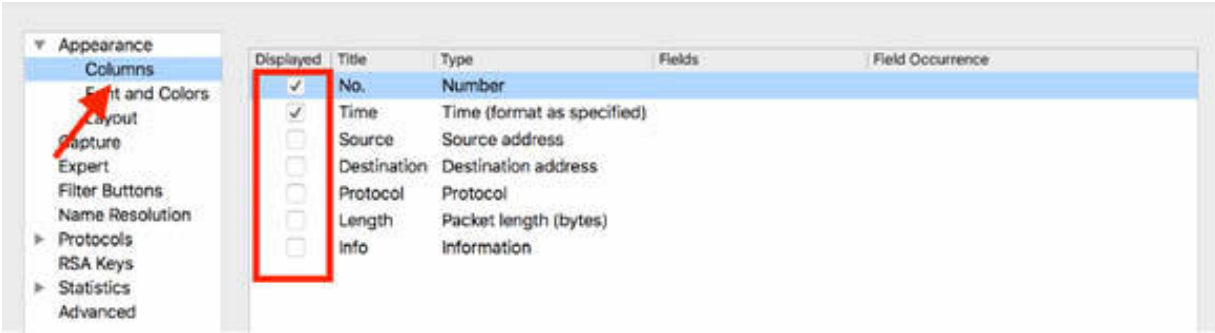 Appearance
Columns
Font and Colors
Layout
Capture
Expert
Filter Buttons
Name Resolution
Protocols
RSA Keys
Statistics
Advanced
Displayed Title Type Fields Field Occurrence
No. Number
Time Time (format as specified)
Source Source address
Destination Destination address
Protocol Protocol
Length Packet length (bytes)
Info Information